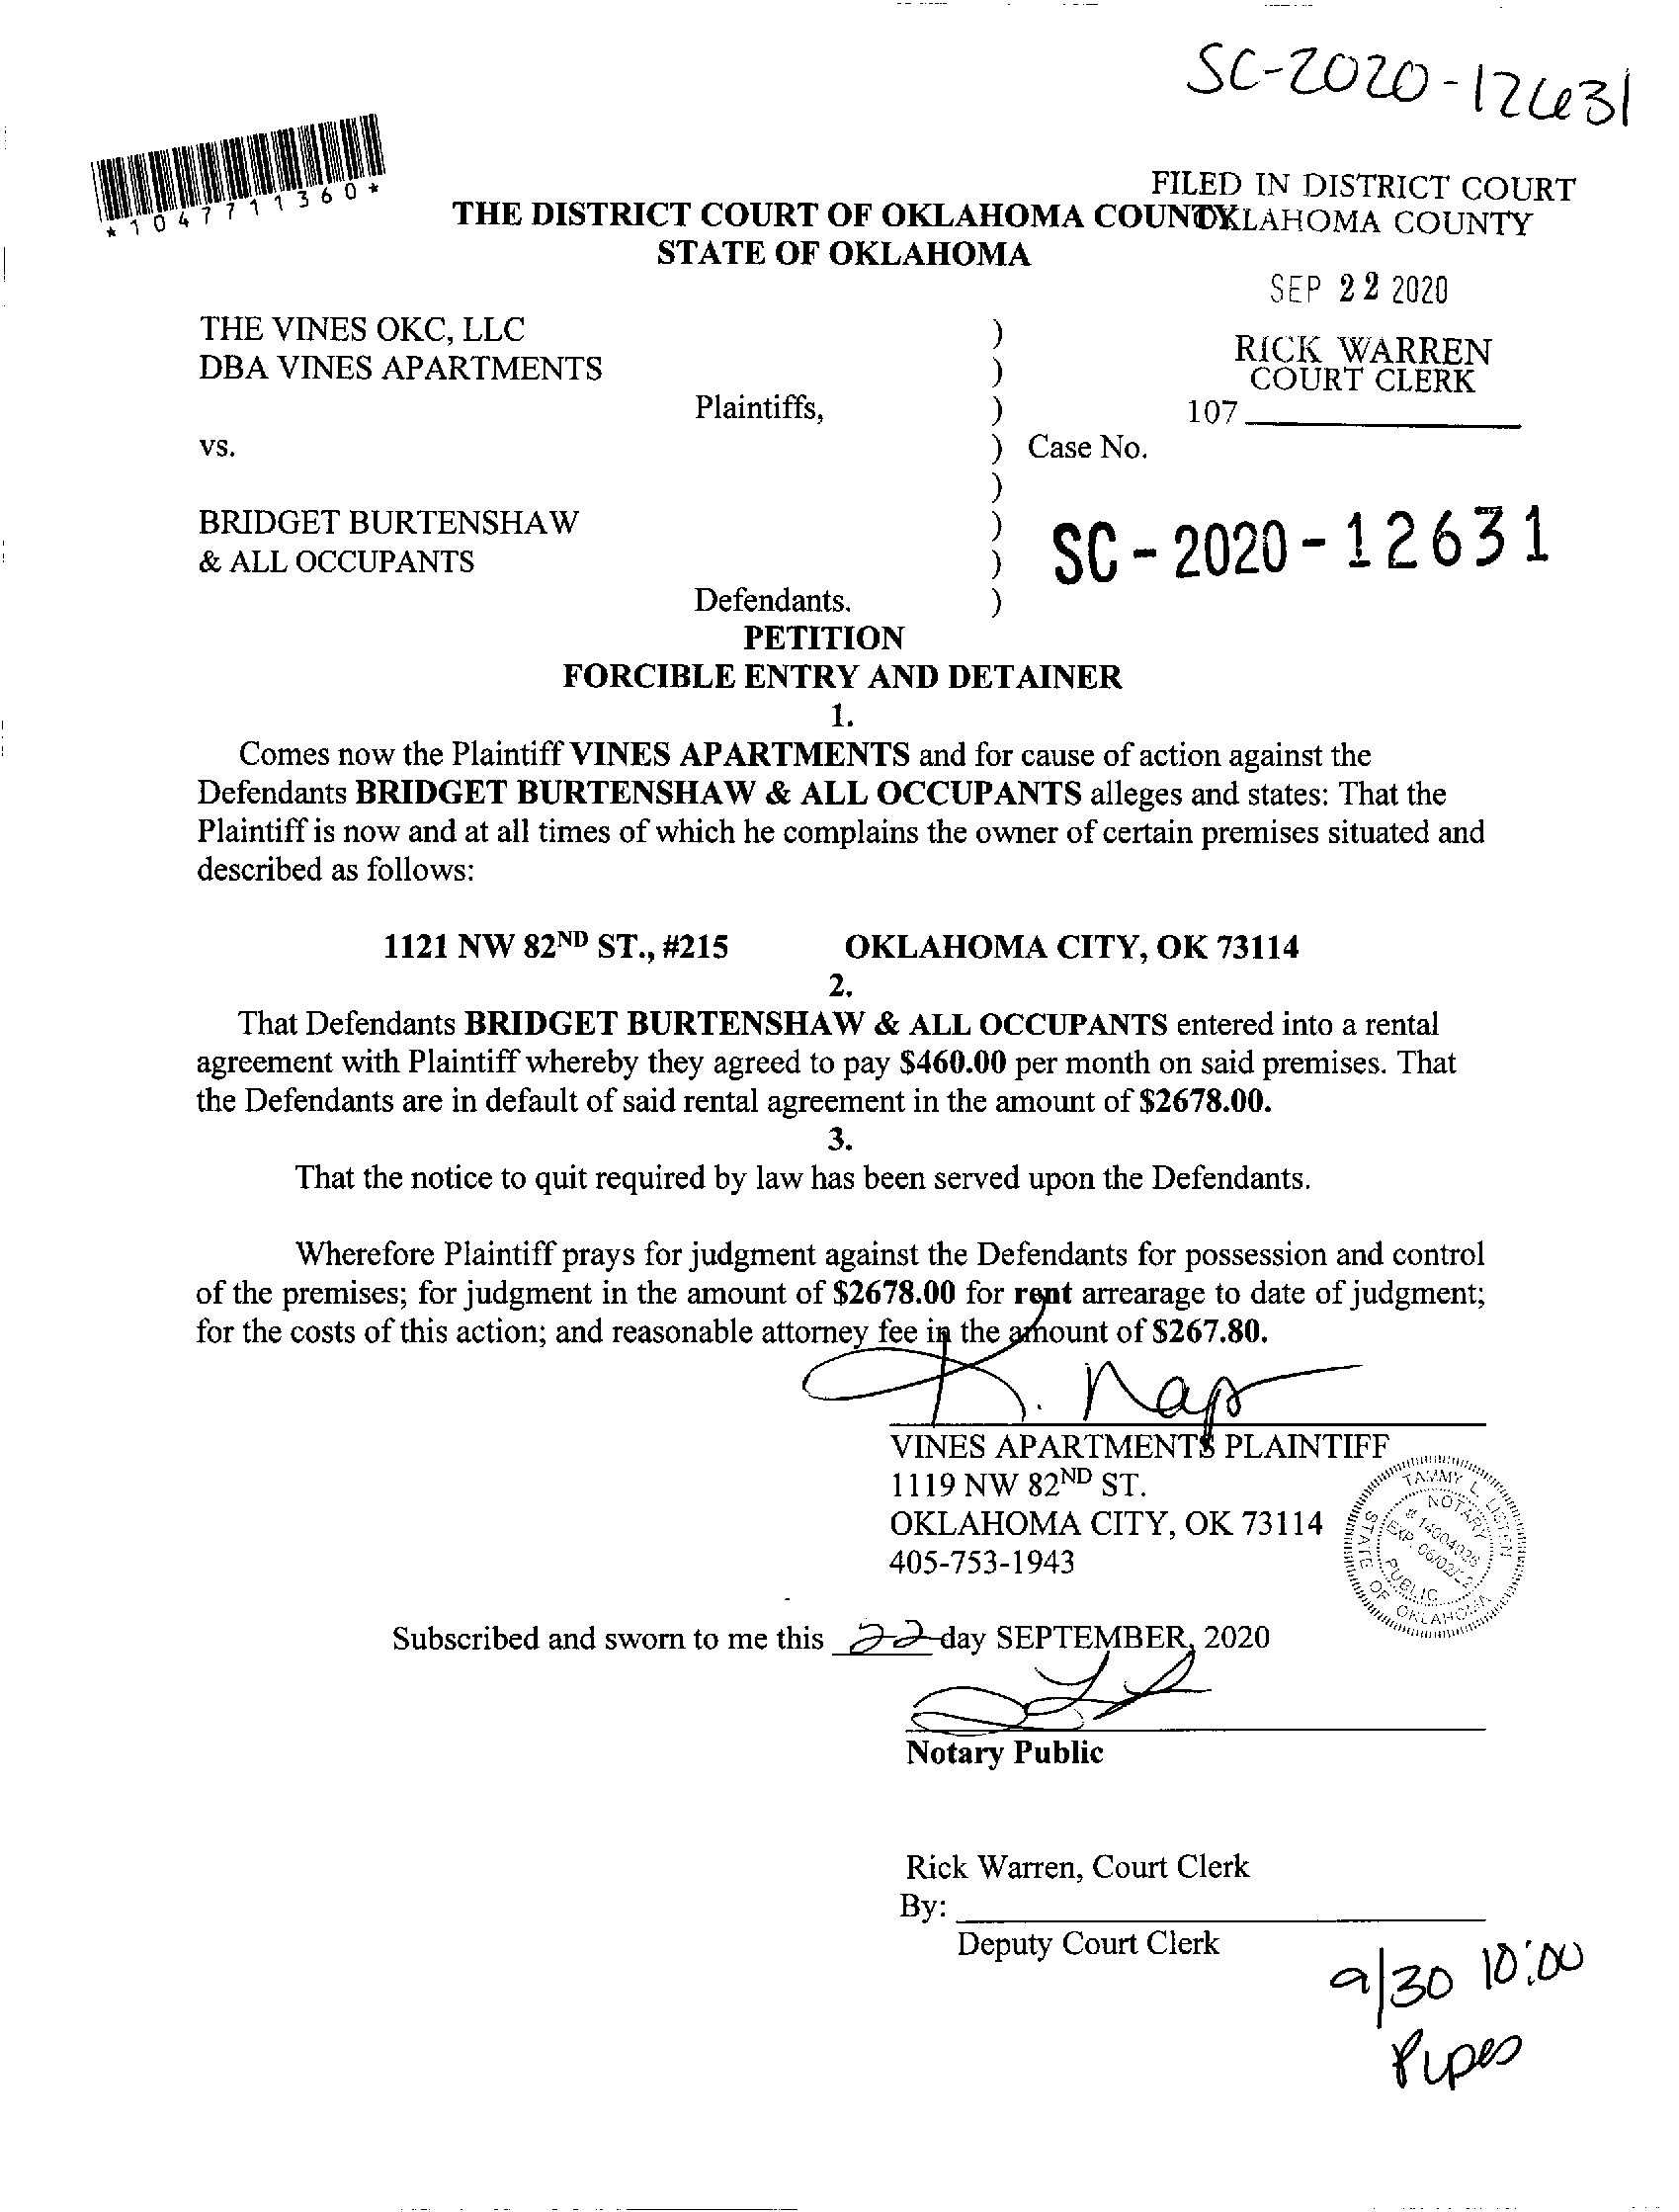 SC-2020-12631
*1047711360*
FILED IN DISTRICT COURT
OKLAHOMA COUNTY
THE DISTRICT COURT OF OKLAHOMA COUNTY
STATE OF OKLAHOMA
SEP 22 2020
RICK WARREN
COURT CLERK
107
THE VINES OKC, LLC )
DBA VINES APARTMENTS )
Plaintiffs, )
vs. ) Case No.
)
BRIDGET BURTENSHAW )
& ALL OCCUPANTS )
SC-2020-12631
Defendants. )
PETITION
FORCIBLE ENTRY AND DETAINER
1.
Comes now the Plaintiff VINES APARTMENTS and for cause of action against the
Defendants BRIDGET BURTENSHAW & ALL OCCUPANTS alleges and states: That the
Plaintiff is now and at all times of which he complains the owner of certain premises situated and
described as follows:
1121 NW 82ND ST., #215 OKLAHOMA CITY, OK 73114
2.
That Defendants BRIDGET BURTENSHAW & ALL OCCUPANTS entered into a rental
agreement with Plaintiff whereby they agreed to pay $460.00 per month on said premises. That
the Defendants are in default of said rental agreement in the amount of $2678.00.
3.
That the notice to quit required by law has been served upon the Defendants.
Wherefore Plaintiff prays for judgment against the Defendants for possession and control
of the premises; for judgment in the amount of $2678.00 for rent arrearage to date of judgment;
for the costs of this action; and reasonable attorney fee in the amount of $267.80.
VINES APARTMENTS PLAINTIFF
1119 NW 82ND ST.
OKLAHOMA CITY, OK 73114
405-753-1943
TAMMY L.
NOTARY
# 14004026
PUBLIC
STATE OF OKLAHOMA
Subscribed and sworn to me this 22 day SEPTEMBER, 2020
Notary Public
Rick Warren, Court Clerk
By:
Deputy Court Clerk
9/30 10:00
Pipes